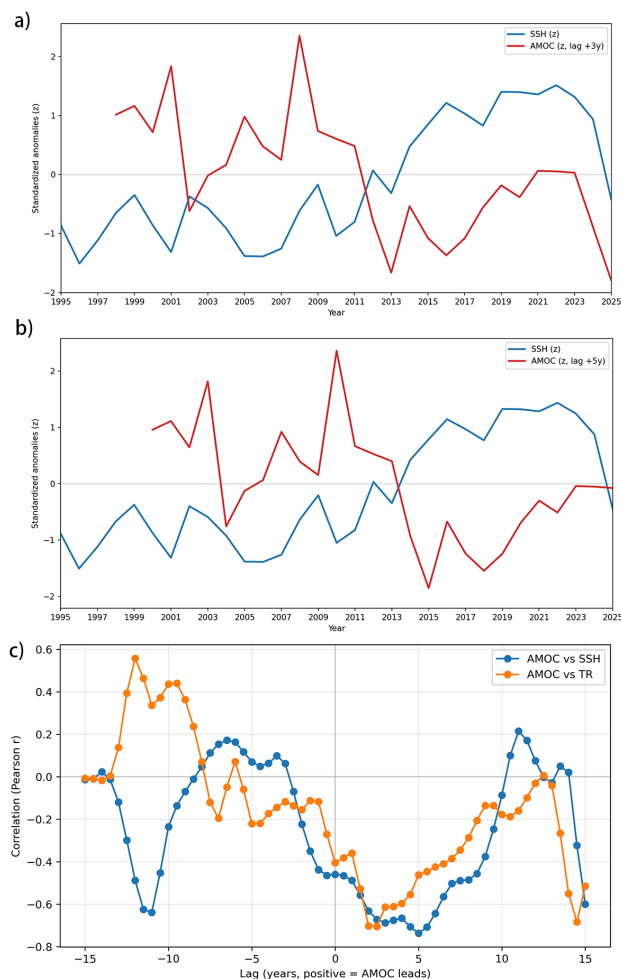 a)
SSH (z)
AMOC (z, lag +3y)
Standardized anomalies (z)
2
1
0
−1
−2
1995 1997 1999 2001 2003 2005 2007 2009 2011 2013 2015 2017 2019 2021 2023 2025
Year
b)
SSH (z)
AMOC (z, lag +5y)
Standardized anomalies (z)
2
1
0
−1
−2
1995 1997 1999 2001 2003 2005 2007 2009 2011 2013 2015 2017 2019 2021 2023 2025
Year
c)
AMOC vs SSH
AMOC vs TR
Correlation (Pearson r)
0.6
0.4
0.2
0.0
−0.2
−0.4
−0.6
−0.8
−15 −10 −5 0 5 10 15
Lag (years, positive = AMOC leads)